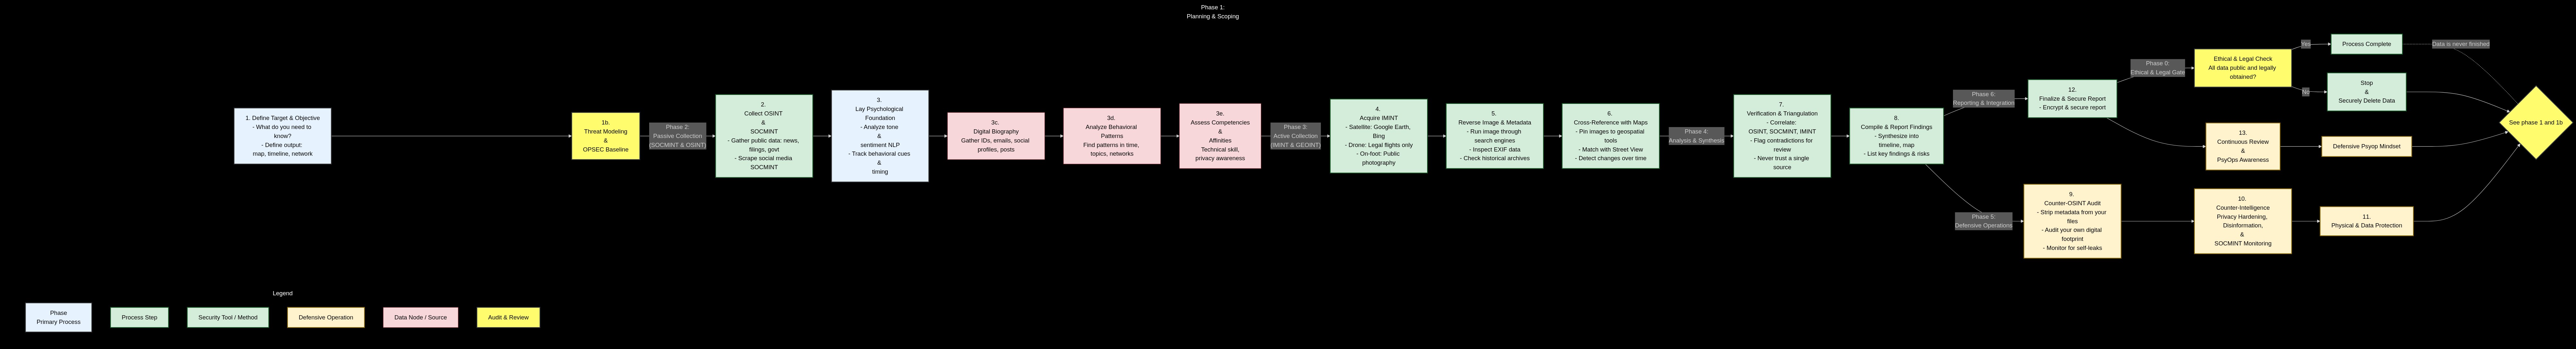 Phase 1:
Planning & Scoping
1. Define Target & Objective
- What do you need to
know?
- Define output:
map, timeline, network
1b.
Threat Modeling
&
OPSEC Baseline
Phase 2:
Passive Collection
(SOCMINT & OSINT)
2.
Collect OSINT
&
SOCMINT
- Gather public data: news,
filings, govt
- Scrape social media
SOCMINT
3.
Lay Psychological
Foundation
- Analyze tone
&
sentiment NLP
- Track behavioral cues
&
timing
3c.
Digital Biography
Gather IDs, emails, social
profiles, posts
3d.
Analyze Behavioral
Patterns
Find patterns in time,
topics, networks
3e.
Assess Competencies
&
Affinities
Technical skill,
privacy awareness
Phase 3:
Active Collection
(IMINT & GEOINT)
4.
Acquire IMINT
- Satellite: Google Earth,
Bing
- Drone: Legal flights only
- On-foot: Public
photography
5.
Reverse Image & Metadata
- Run image through
search engines
- Inspect EXIF data
- Check historical archives
6.
Cross-Reference with Maps
- Pin images to geospatial
tools
- Match with Street View
- Detect changes over time
Phase 4:
Analysis & Synthesis
7.
Verification & Triangulation
- Correlate:
OSINT, SOCMINT, IMINT
- Flag contradictions for
review
- Never trust a single
source
8.
Compile & Report Findings
- Synthesize into
timeline, map
- List key findings & risks
Phase 6:
Reporting & Integration
12.
Finalize & Secure Report
- Encrypt & secure report
Phase 0:
Ethical & Legal Gate
Ethical & Legal Check
All data public and legally
obtained?
Yes
Process Complete
Data is never finished
No
Stop
&
Securely Delete Data
13.
Continuous Review
&
PsyOps Awareness
Defensive Psyop Mindset
See phase 1 and 1b
Phase 5:
Defensive Operations
9.
Counter-OSINT Audit
- Strip metadata from your
files
- Audit your own digital
footprint
- Monitor for self-leaks
10.
Counter-Intelligence
Privacy Hardening,
Disinformation,
&
SOCMINT Monitoring
11.
Physical & Data Protection
Legend
Phase
Primary Process
Process Step
Security Tool / Method
Defensive Operation
Data Node / Source
Audit & Review